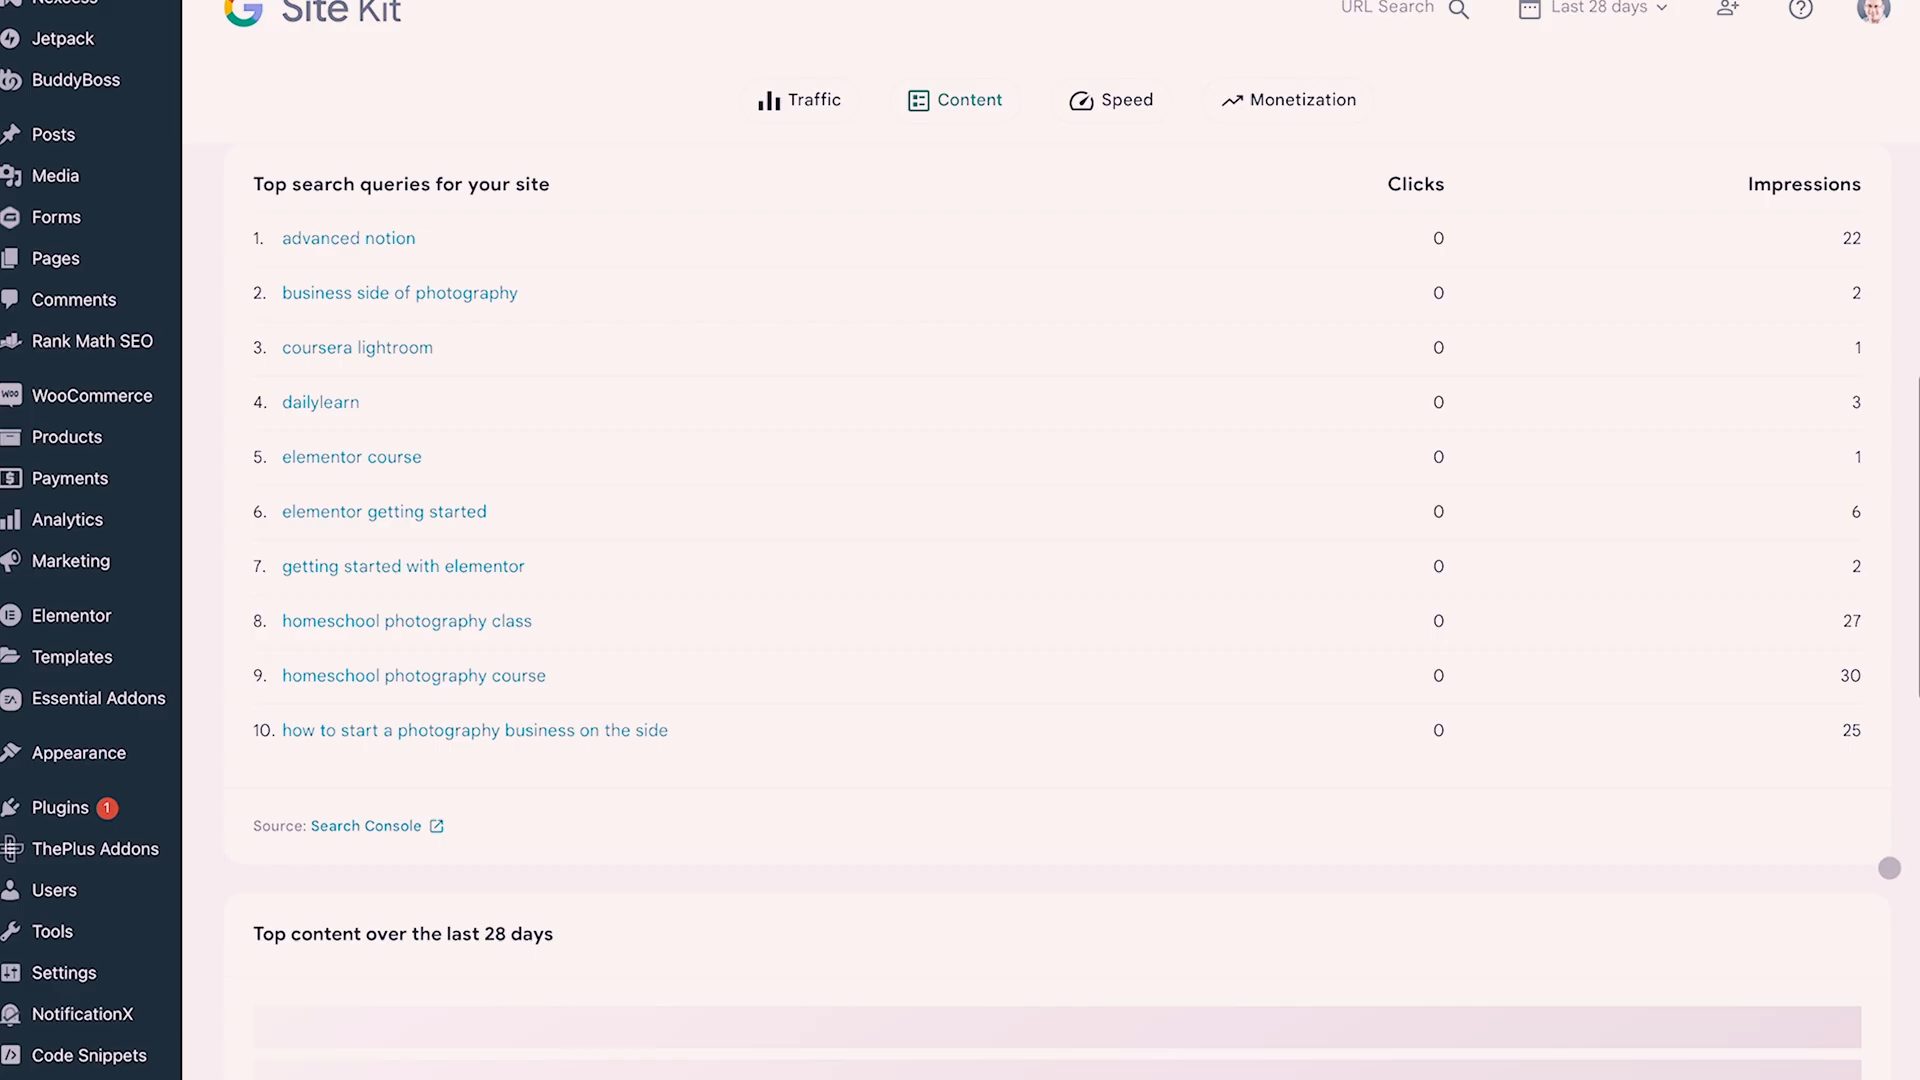 Nexcess
Jetpack
BuddyBoss
Posts
Media
Forms
Pages
Comments
Rank Math SEO
WooCommerce
Products
Payments
Analytics
Marketing
Elementor
Templates
Essential Addons
Appearance
Plugins 1
ThePlus Addons
Users
Tools
Settings
NotificationX
Code Snippets
Site Kit
URL Search
Last 28 days
Traffic
Content
Speed
Monetization
Top search queries for your site Clicks Impressions
1. advanced notion 0 22
2. business side of photography 0 2
3. coursera lightroom 0 1
4. dailylearn 0 3
5. elementor course 0 1
6. elementor getting started 0 6
7. getting started with elementor 0 2
8. homeschool photography class 0 27
9. homeschool photography course 0 30
10. how to start a photography business on the side 0 25
Source: Search Console
Top content over the last 28 days